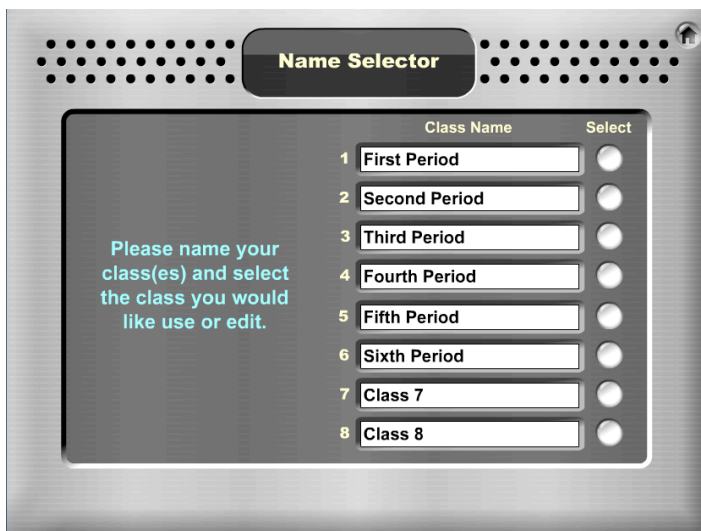 Name Selector
Class Name Select
1 First Period
2 Second Period
3 Third Period
4 Fourth Period
5 Fifth Period
6 Sixth Period
7 Class 7
8 Class 8
Please name your
class(es) and select
the class you would
like use or edit.